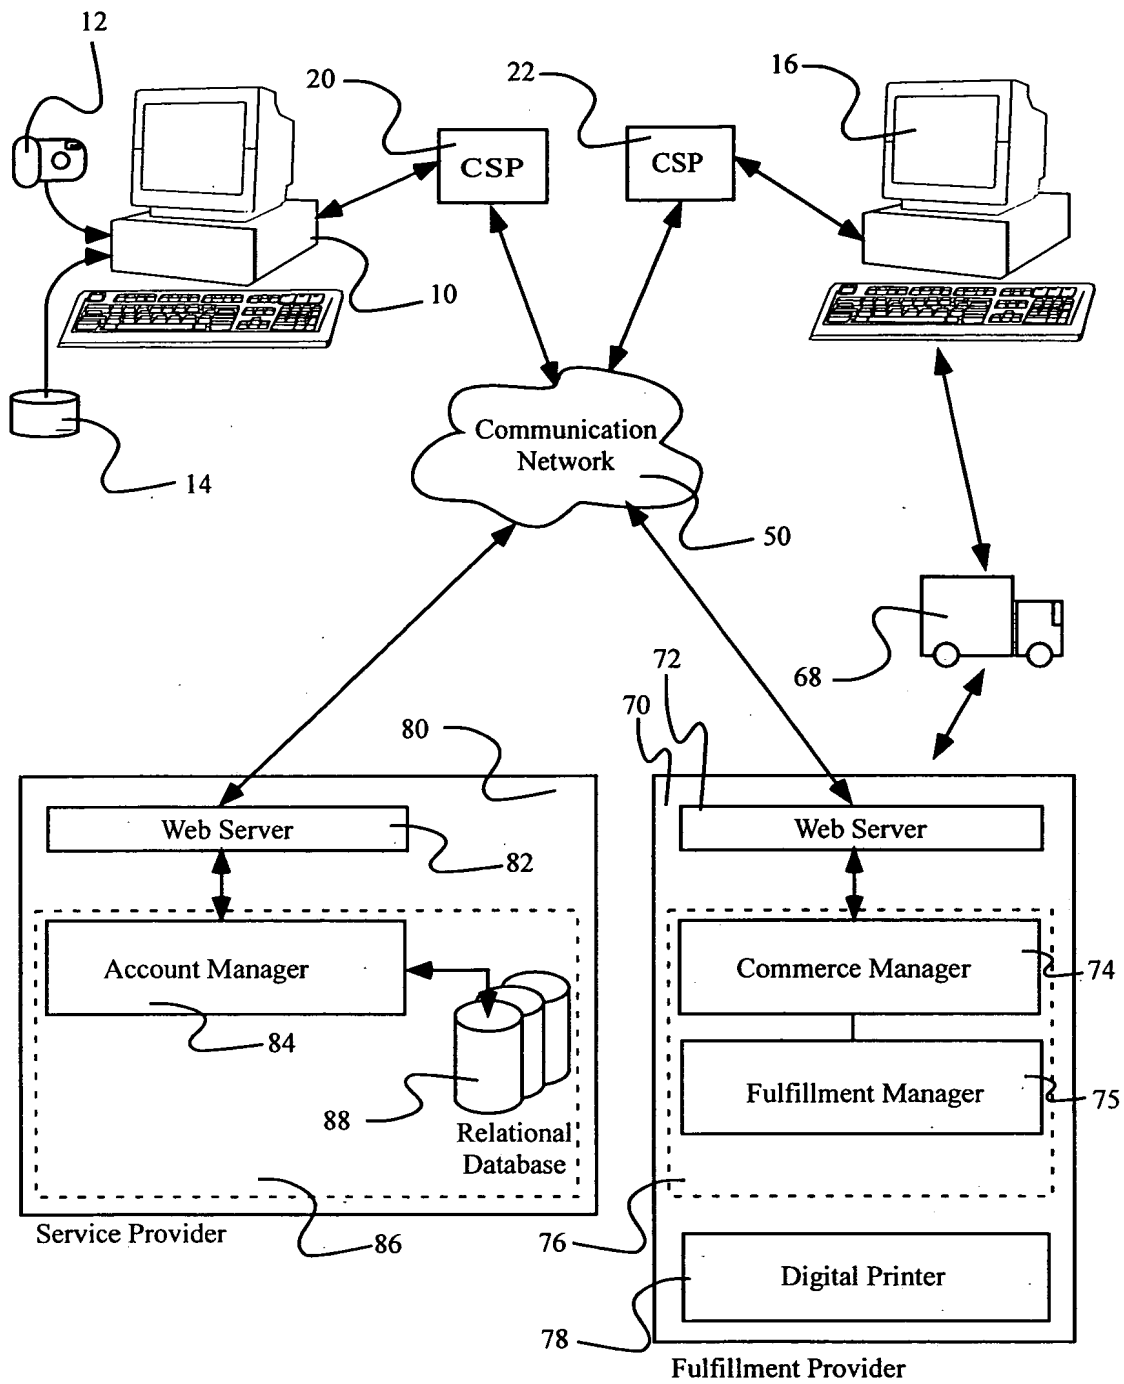 12
20
22
16
CSP
CSP
10
14
Communication
Network
50
68
72
70
80
Web Server
82
Web Server
Account Manager
84
Commerce Manager
74
88
Relational
Database
Fulfillment Manager
75
Service Provider
86
76
Digital Printer
78
Fulfillment Provider